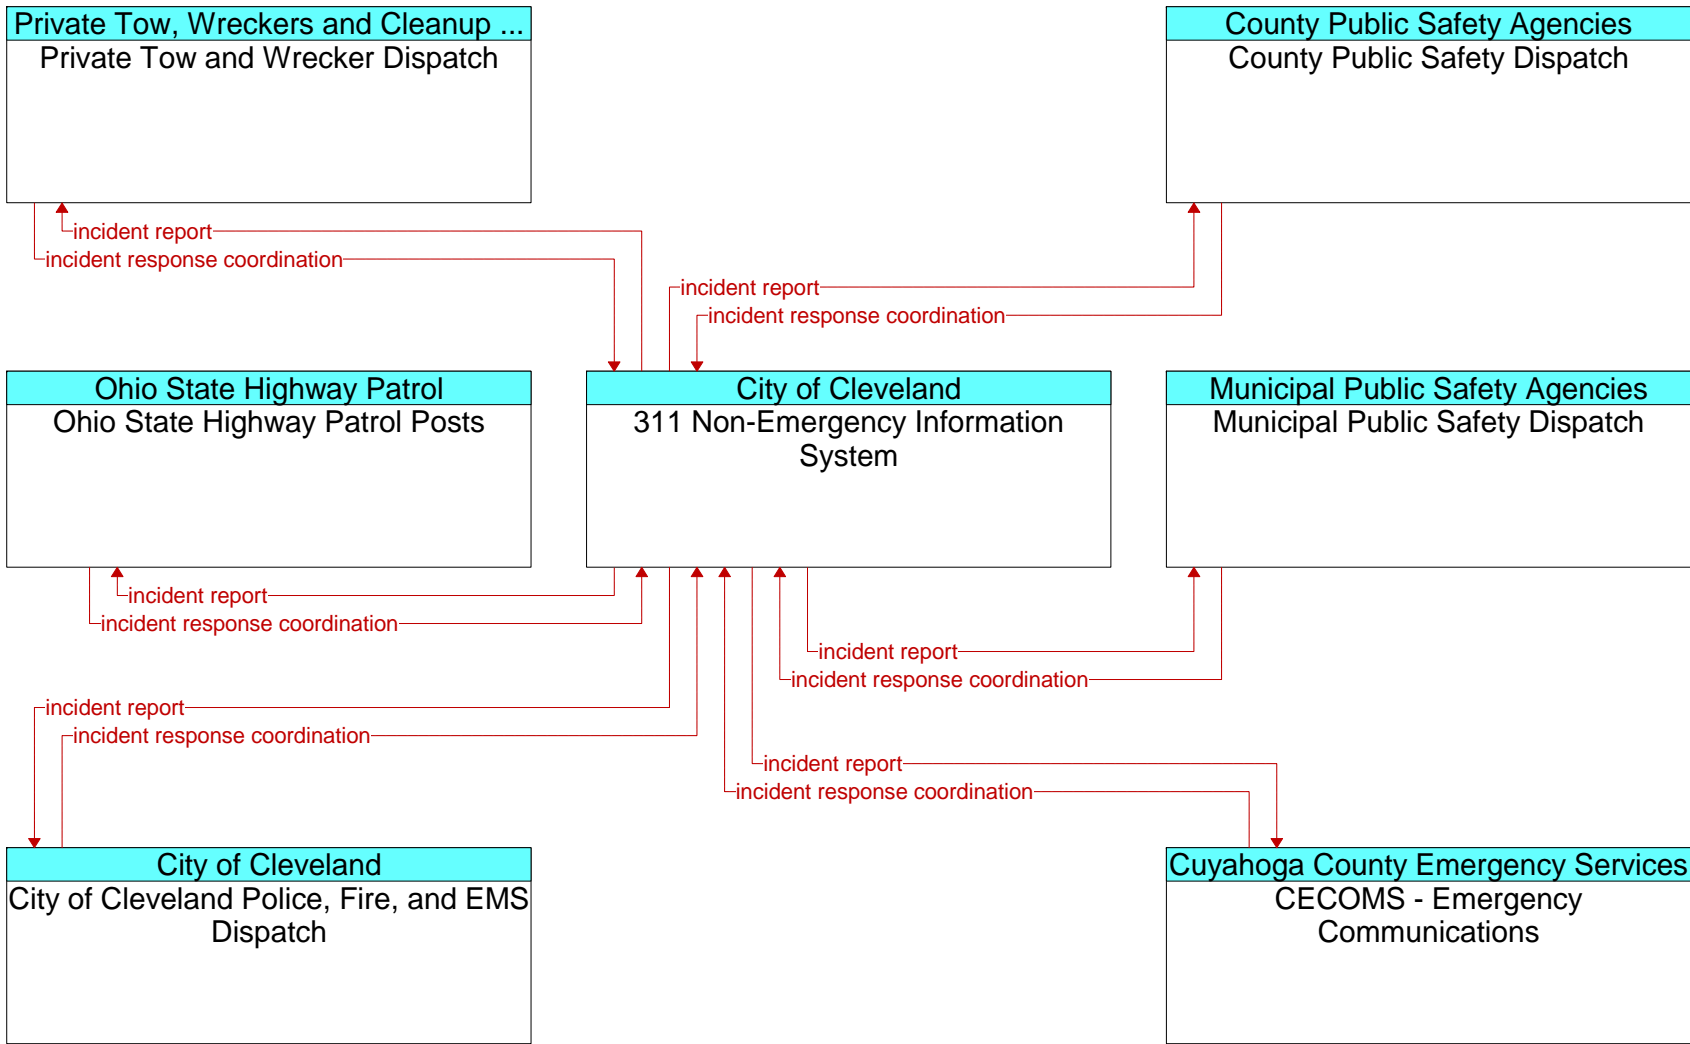 Private Tow, Wreckers and Cleanup ...
Private Tow and Wrecker Dispatch
County Public Safety Agencies
County Public Safety Dispatch
incident report
incident response coordination
incident report
incident response coordination
Ohio State Highway Patrol
Ohio State Highway Patrol Posts
City of Cleveland
311 Non-Emergency Information
System
Municipal Public Safety Agencies
Municipal Public Safety Dispatch
incident report
incident response coordination
incident report
incident response coordination
incident report
incident response coordination
incident report
incident response coordination
City of Cleveland
City of Cleveland Police, Fire, and EMS
Dispatch
Cuyahoga County Emergency Services
CECOMS - Emergency
Communications